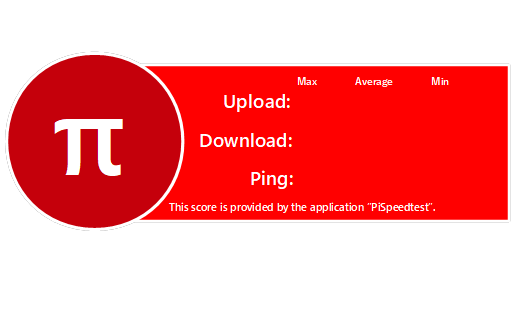 π
Max Average Min
Upload:
Download:
Ping:
This score is provided by the application "PiSpeedtest".